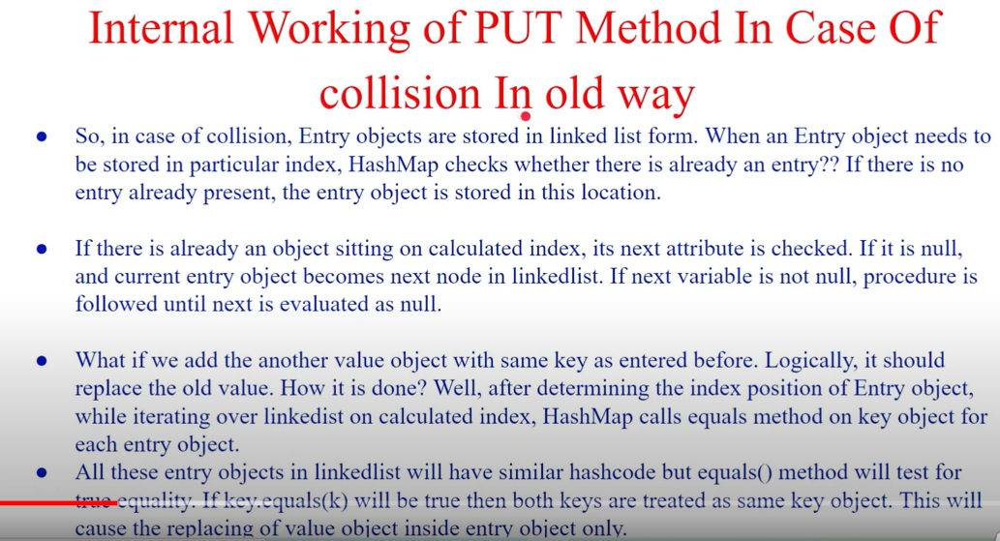 Internal Working of PUT Method In Case Of
collision In old way
● So, in case of collision, Entry objects are stored in linked list form. When an Entry object needs to
be stored in particular index, HashMap checks whether there is already an entry?? If there is no
entry already present, the entry object is stored in this location.
● If there is already an object sitting on calculated index, its next attribute is checked. If it is null,
and current entry object becomes next node in linkedlist. If next variable is not null, procedure is
followed until next is evaluated as null.
● What if we add the another value object with same key as entered before. Logically, it should
replace the old value. How it is done? Well, after determining the index position of Entry object,
while iterating over linkedist on calculated index, HashMap calls equals method on key object for
each entry object.
● All these entry objects in linkedlist will have similar hashcode but equals() method will test for
true equality. If key.equals(k) will be true then both keys are treated as same key object. This will
cause the replacing of value object inside entry object only.